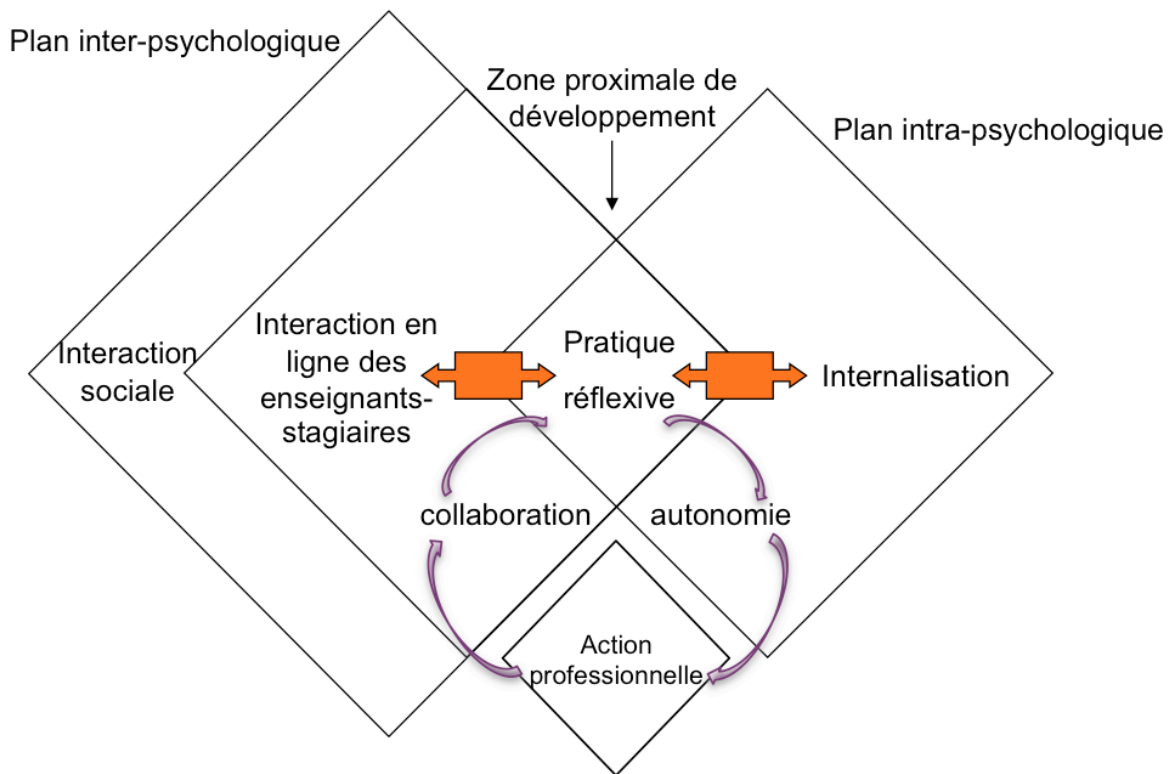 Plan inter-psychologique
Zone proximale de
développement
Plan intra-psychologique
Interaction
sociale
Interaction en
ligne des
enseignants-
stagiaires
Pratique
réflexive
Internalisation
collaboration
autonomie
Action
professionnelle